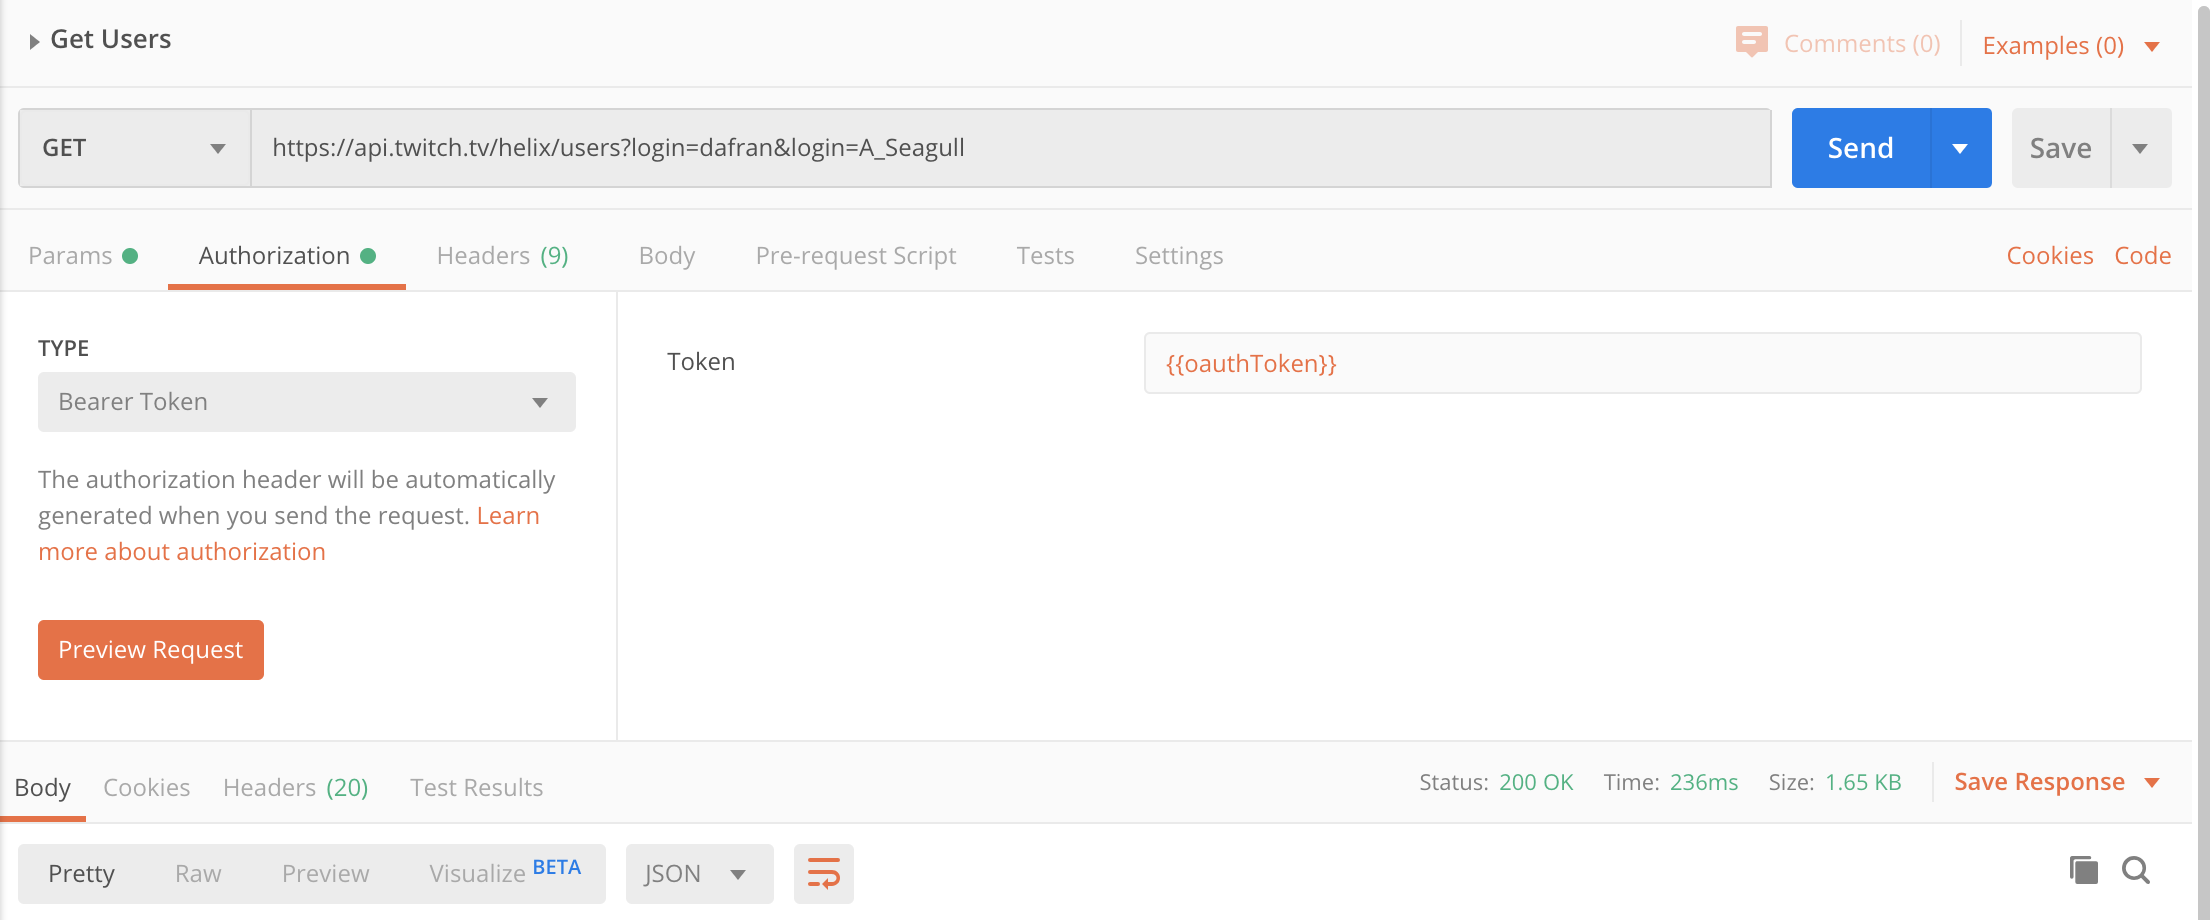 Get Users
Comments (0)
Examples (0)
GET
https://api.twitch.tv/helix/users?login=dafran&login=A_Seagull
Send
Save
Params
Authorization
Headers (9)
Body
Pre-request Script
Tests
Settings
Cookies
Code
TYPE
Bearer Token
The authorization header will be automatically
generated when you send the request. Learn
more about authorization
Preview Request
Token
{{oauthToken}}
Body
Cookies
Headers (20)
Test Results
Status: 200 OK
Time: 236ms
Size: 1.65 KB
Save Response
Pretty
Raw
Preview
Visualize BETA
JSON